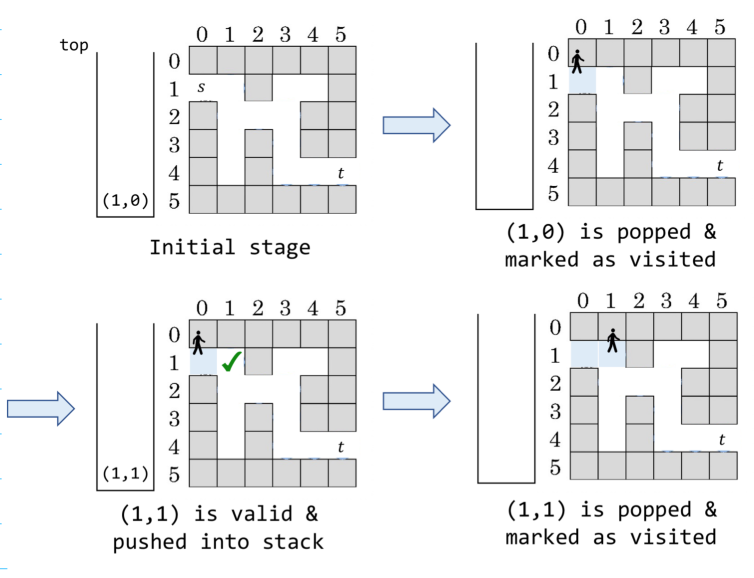 top
0 1 2 3 4 5
0
1 s
2
3
4 t
5
(1,0)
Initial stage
0 1 2 3 4 5
0
1
2
3
4 t
5
(1,0) is popped &
marked as visited
0 1 2 3 4 5
0
1
2
3
4 t
5
(1,1)
(1,1) is valid &
pushed into stack
0 1 2 3 4 5
0
1
2
3
4 t
5
(1,1) is popped &
marked as visited